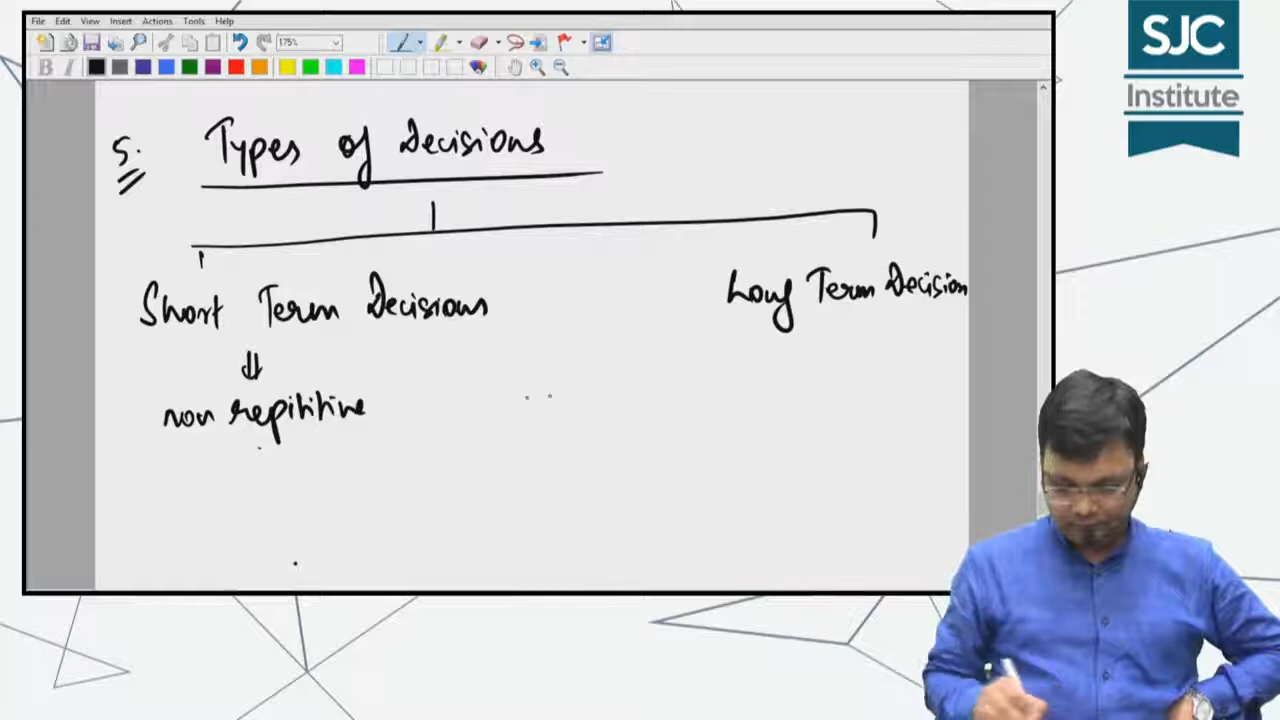 File Edit View Insert Actions Tools Help
175%
B I
5. Types of Decisions
Short Term Decisions
Long Term Decision
non repititive
SJC
Institute